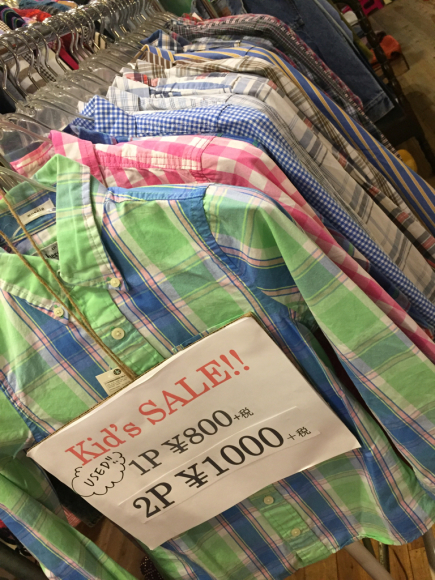 Kid's SALE!!
USED!!
1P ¥800+税
2P ¥1000+税